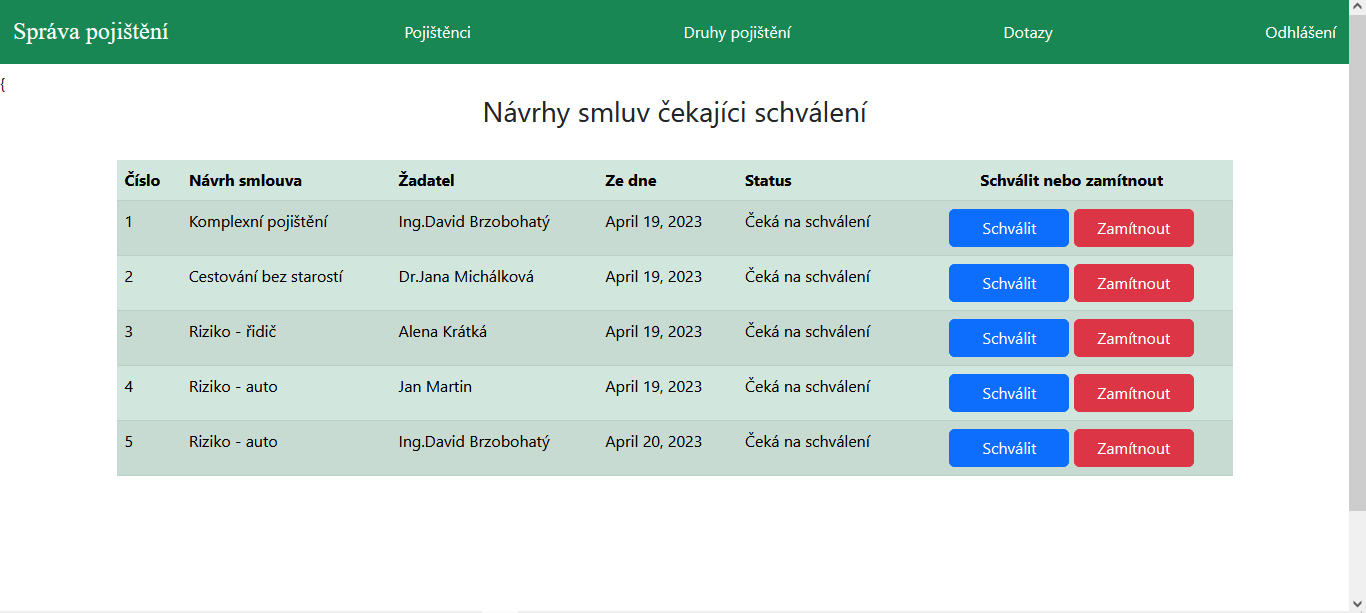 Správa pojištění Pojištěnci Druhy pojištění Dotazy Odhlášení
{
Návrhy smluv čekajíci schválení
Číslo Návrh smlouva Žadatel Ze dne Status Schválit nebo zamítnout
1 Komplexní pojištění Ing.David Brzobohatý April 19, 2023 Čeká na schválení Schválit Zamítnout
2 Cestování bez starostí Dr.Jana Michálková April 19, 2023 Čeká na schválení Schválit Zamítnout
3 Riziko - řidič Alena Krátká April 19, 2023 Čeká na schválení Schválit Zamítnout
4 Riziko - auto Jan Martin April 19, 2023 Čeká na schválení Schválit Zamítnout
5 Riziko - auto Ing.David Brzobohatý April 20, 2023 Čeká na schválení Schválit Zamítnout